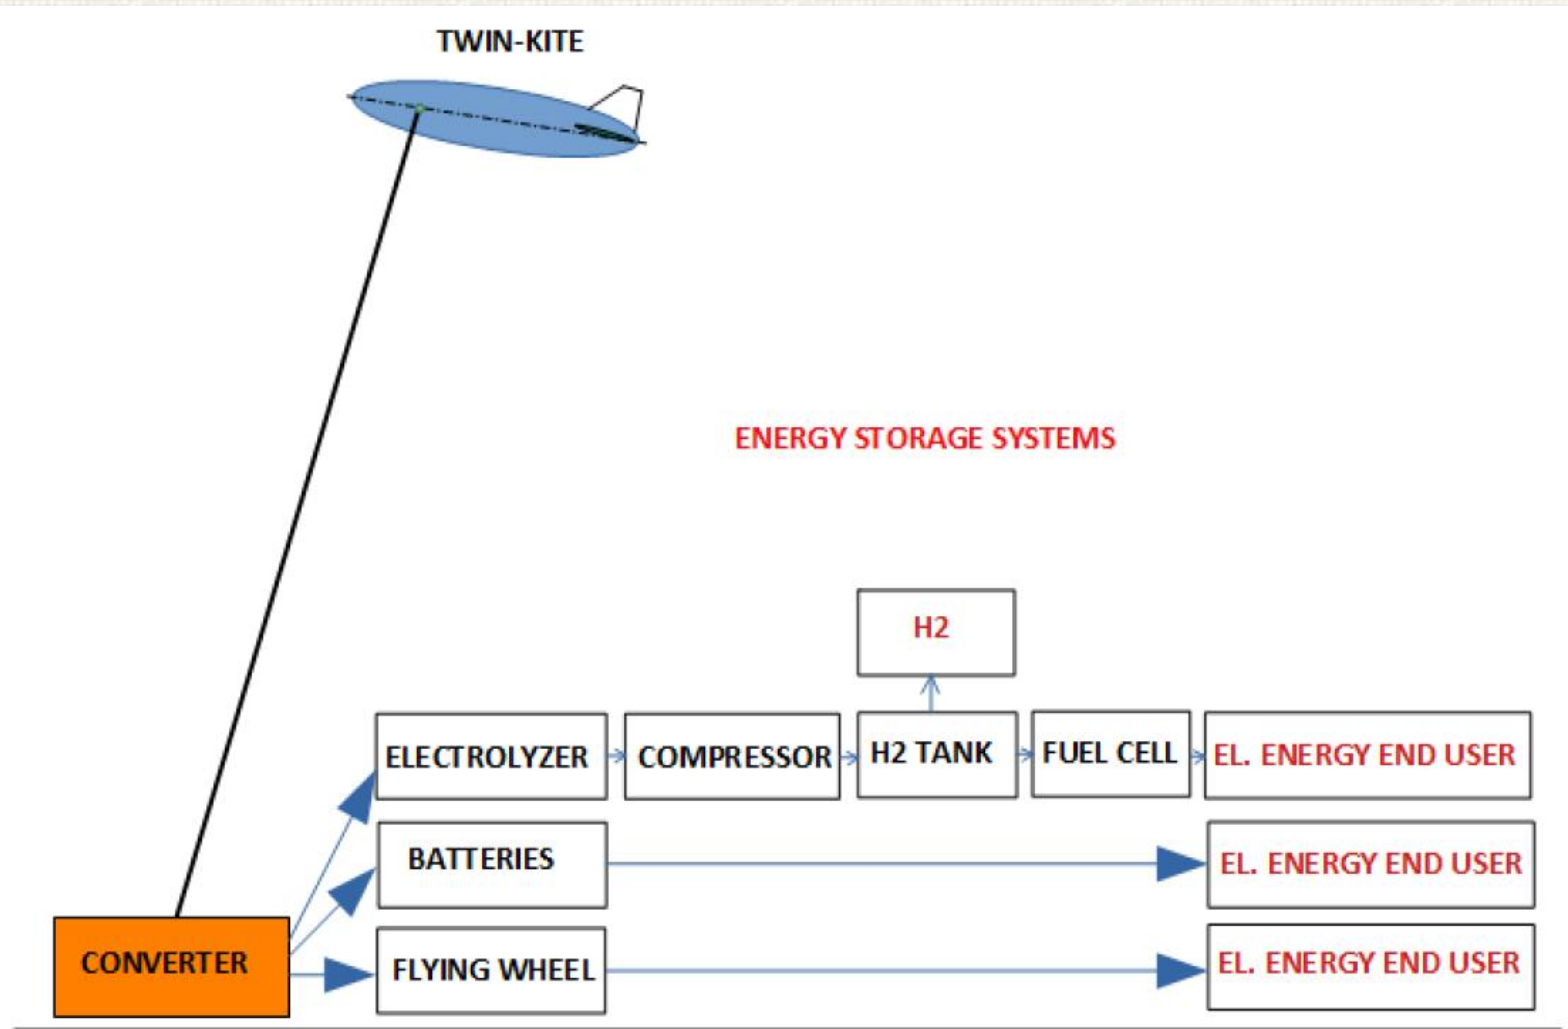 TWIN-KITE
ENERGY STORAGE SYSTEMS
H2
ELECTROLYZER
COMPRESSOR
H2 TANK
FUEL CELL
EL. ENERGY END USER
BATTERIES
EL. ENERGY END USER
CONVERTER
FLYING WHEEL
EL. ENERGY END USER